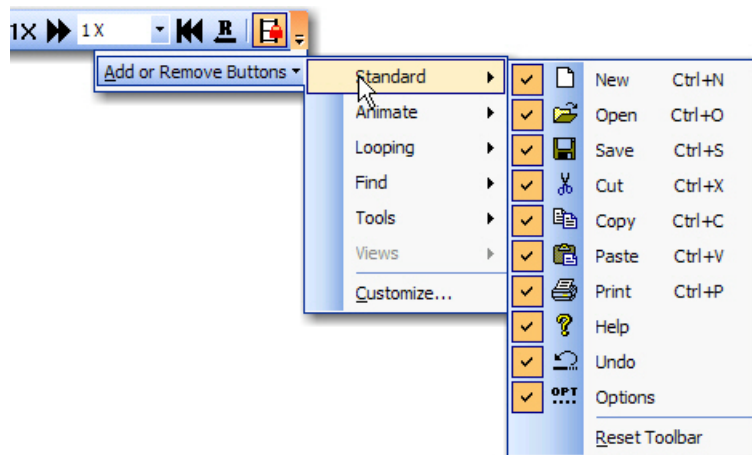 1X 1X R
Add or Remove Buttons
Standard
Animate
Looping
Find
Tools
Views
Customize...
New Ctrl+N
Open Ctrl+O
Save Ctrl+S
Cut Ctrl+X
Copy Ctrl+C
Paste Ctrl+V
Print Ctrl+P
Help
Undo
OPT Options
Reset Toolbar